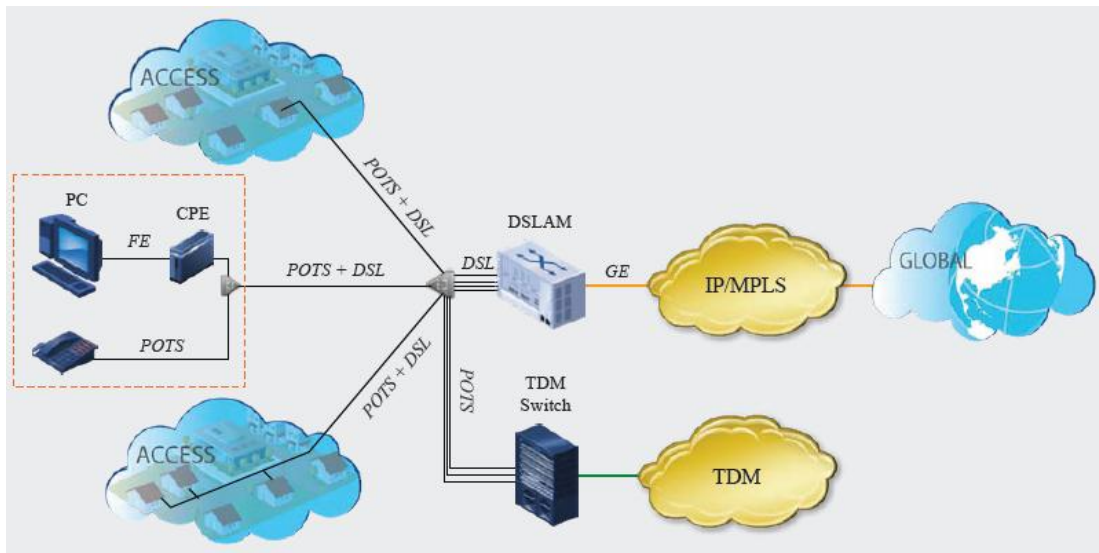 ACCESS
POTS + DSL
PC
CPE
FE
POTS + DSL
POTS
DSL
DSLAM
GE
IP/MPLS
GLOBAL
POTS + DSL
POTS
TDM
Switch
TDM
ACCESS